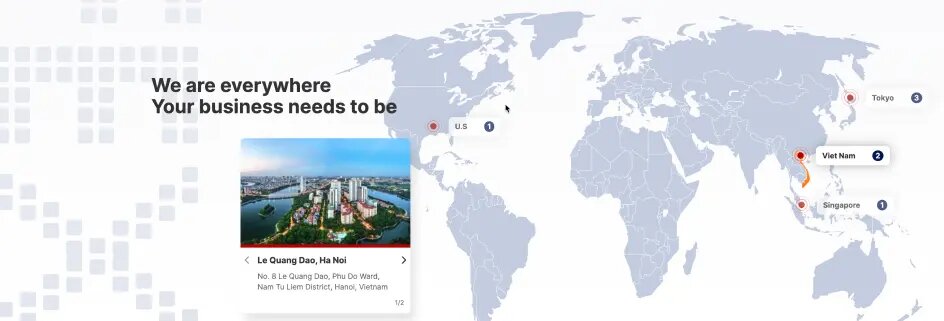 We are everywhere
Your business needs to be
U.S 1
Tokyo 3
Viet Nam 2
Singapore 1
Le Quang Dao, Ha Noi
No. 8 Le Quang Dao, Phu Do Ward,
Nam Tu Liem District, Hanoi, Vietnam
1/2